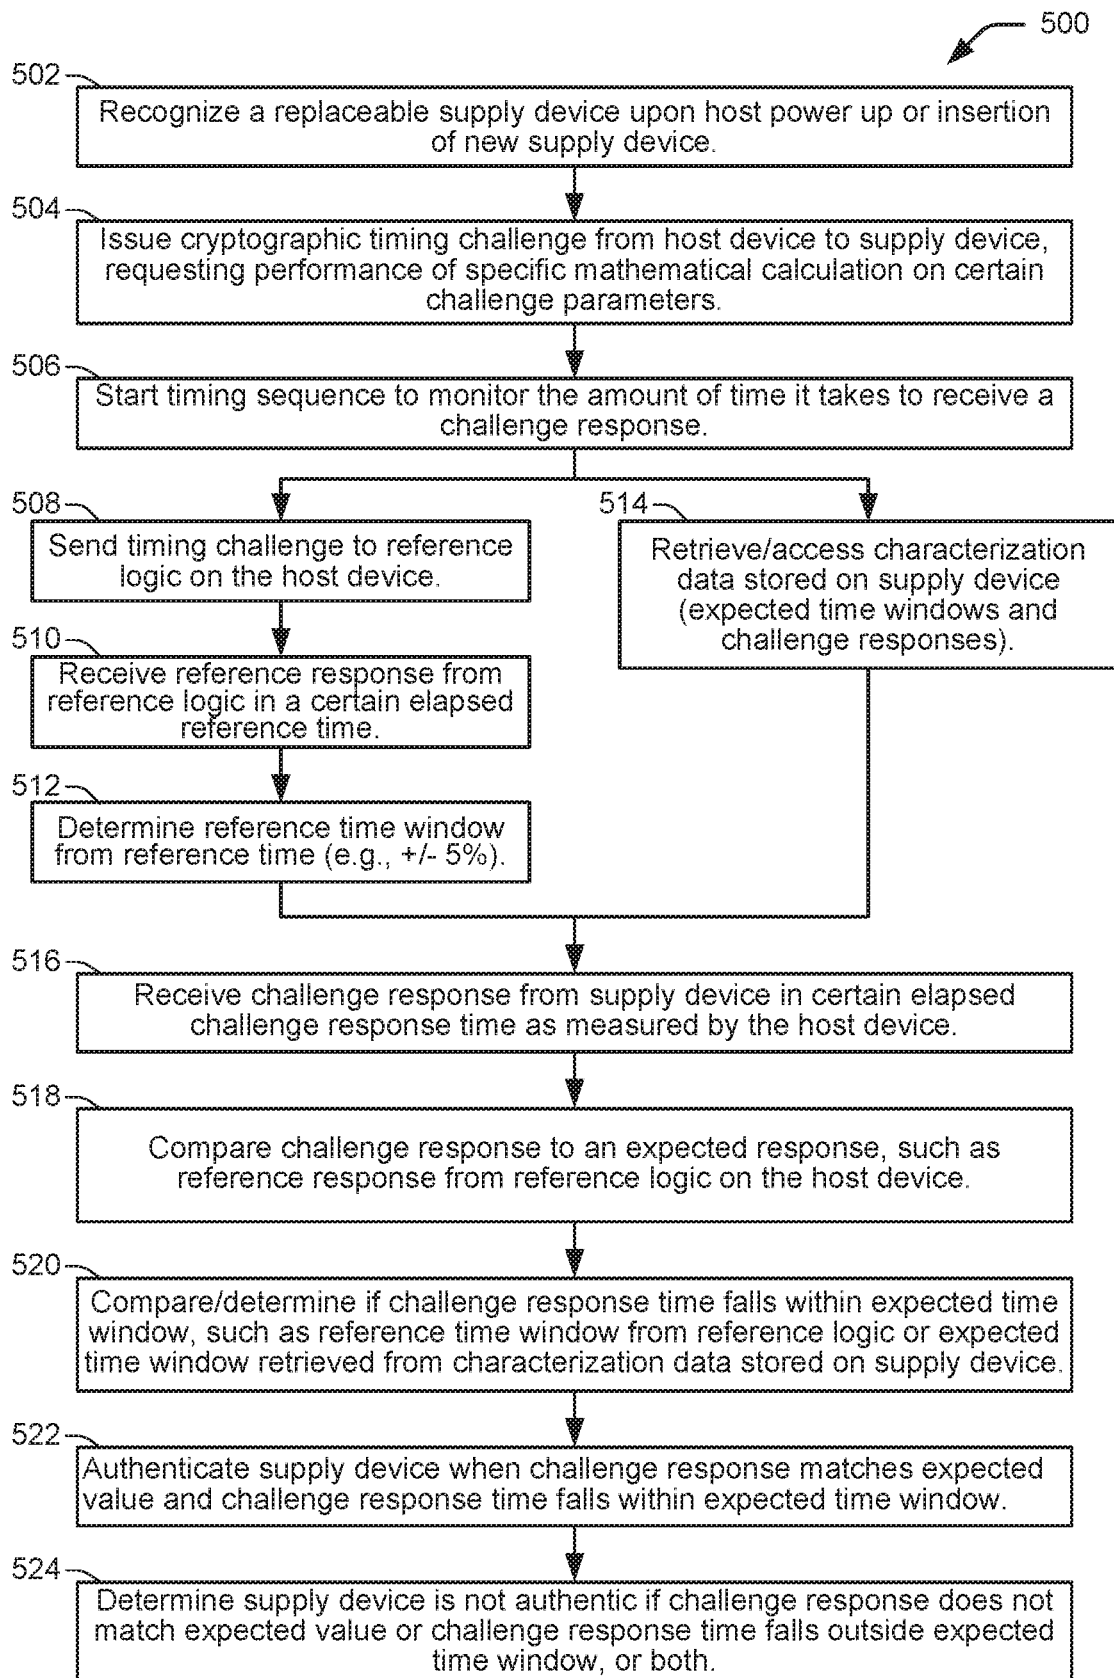 500
502
Recognize a replaceable supply device upon host power up or insertion
of new supply device.
504
Issue cryptographic timing challenge from host device to supply device,
requesting performance of specific mathematical calculation on certain
challenge parameters.
506
Start timing sequence to monitor the amount of time it takes to receive a
challenge response.
508
Send timing challenge to reference
logic on the host device.
510
Receive reference response from
reference logic in a certain elapsed
reference time.
512
Determine reference time window
from reference time (e.g., +/- 5%).
514
Retrieve/access characterization
data stored on supply device
(expected time windows and
challenge responses).
516
Receive challenge response from supply device in certain elapsed
challenge response time as measured by the host device.
518
Compare challenge response to an expected response, such as
reference response from reference logic on the host device.
520
Compare/determine if challenge response time falls within expected time
window, such as reference time window from reference logic or expected
time window retrieved from characterization data stored on supply device.
522
Authenticate supply device when challenge response matches expected
value and challenge response time falls within expected time window.
524
Determine supply device is not authentic if challenge response does not
match expected value or challenge response time falls outside expected
time window, or both.